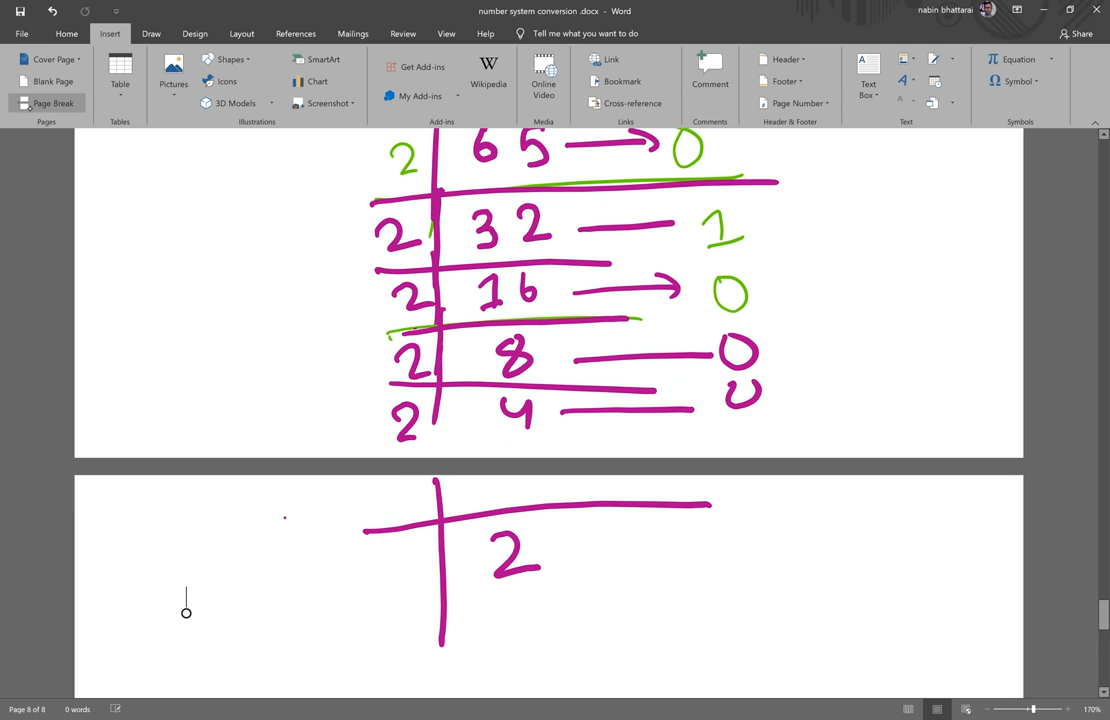 number system conversion .docx - Word
nabin bhattarai
File Home Insert Draw Design Layout References Mailings Review View Help Tell me what you want to do Share
Cover Page
Blank Page
Page Break
Pages
Table
Tables
Pictures
Shapes
Icons
3D Models
SmartArt
Chart
Screenshot
Illustrations
Get Add-ins
My Add-ins
Wikipedia
Add-ins
Online Video
Media
Link
Bookmark
Cross-reference
Links
Comment
Comments
Header
Footer
Page Number
Header & Footer
Text Box
Text
Equation
Symbol
Symbols
2 65 → 0
2 32 — 1
2 16 → 0
2 8 — 0
2 4 — 0
2
Page 8 of 8 0 words 170%